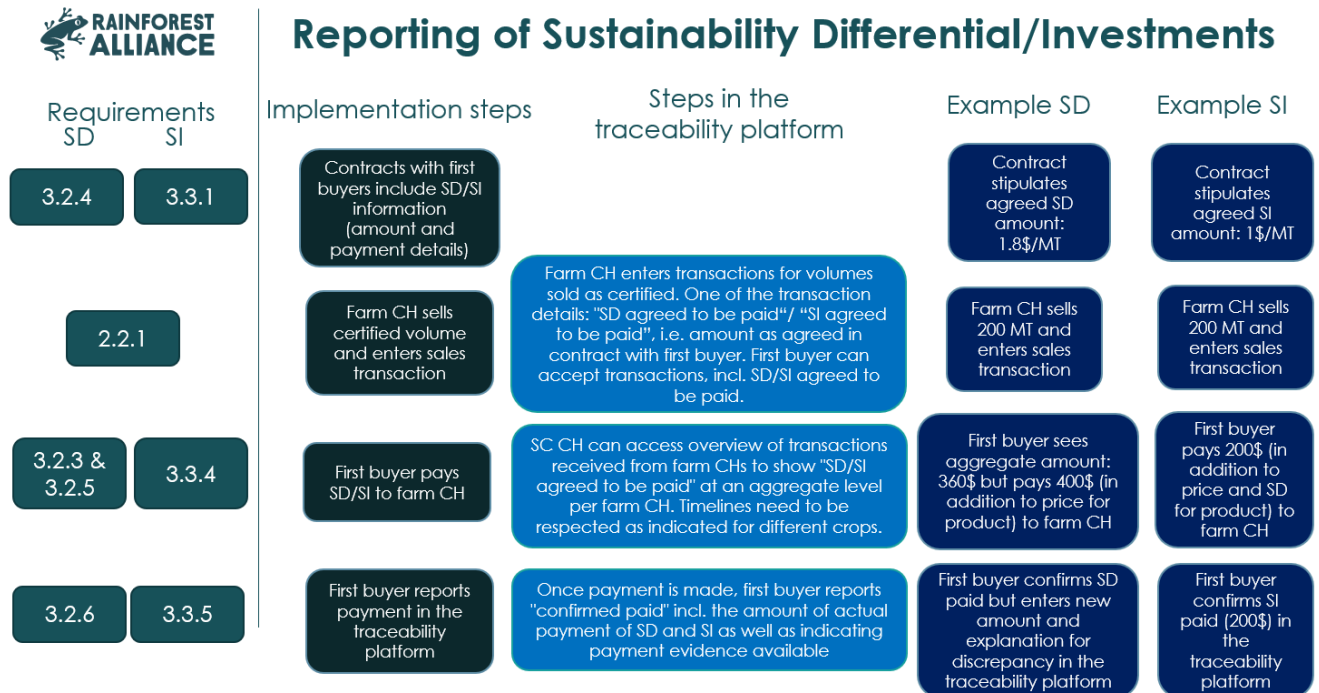 RAINFOREST
ALLIANCE
Reporting of Sustainability Differential/Investments
Requirements
SD
SI
Implementation steps
Steps in the
traceability platform
Example SD
Example SI
3.2.4
3.3.1
Contracts with first
buyers include SD/SI
information
(amount and
payment details)
Contract
stipulates
agreed SD
amount:
1.8$/MT
Contract
stipulates
agreed SI
amount: 1$/MT
2.2.1
Farm CH sells
certified volume
and enters sales
transaction
Farm CH enters transactions for volumes
sold as certified. One of the transaction
details: "SD agreed to be paid“/ “SI agreed
to be paid”, i.e. amount as agreed in
contract with first buyer. First buyer can
accept transactions, incl. SD/SI agreed to
be paid.
Farm CH sells
200 MT and
enters sales
transaction
Farm CH sells
200 MT and
enters sales
transaction
3.2.3 &
3.2.5
3.3.4
First buyer pays
SD/SI to farm CH
SC CH can access overview of transactions
received from farm CHs to show "SD/SI
agreed to be paid" at an aggregate level
per farm CH. Timelines need to be
respected as indicated for different crops.
First buyer sees
aggregate amount:
360$ but pays 400$ (in
addition to price for
product) to farm CH
First buyer
pays 200$ (in
addition to
price and SD
for product) to
farm CH
3.2.6
3.3.5
First buyer reports
payment in the
traceability
platform
Once payment is made, first buyer reports
"confirmed paid" incl. the amount of actual
payment of SD and SI as well as indicating
payment evidence available
First buyer confirms SD
paid but enters new
amount and
explanation for
discrepancy in the
traceability platform
First buyer
confirms SI
paid (200$) in
the
traceability
platform